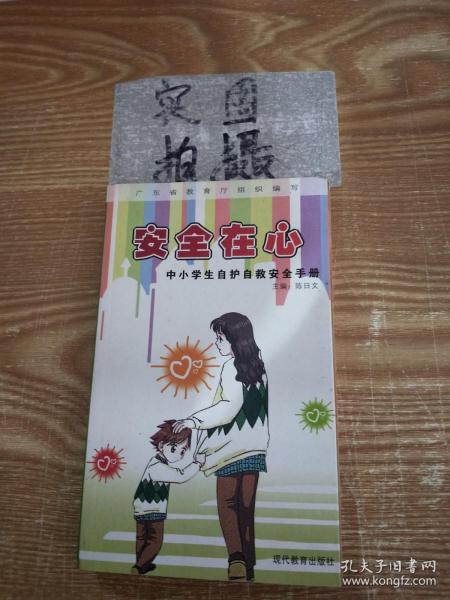 实图
拍摄
广东省教育厅组织编写
安全在心
中小学生自护自救安全手册
主编：陈日文
现代教育出版社
孔夫子旧书网
www.kongfz.com